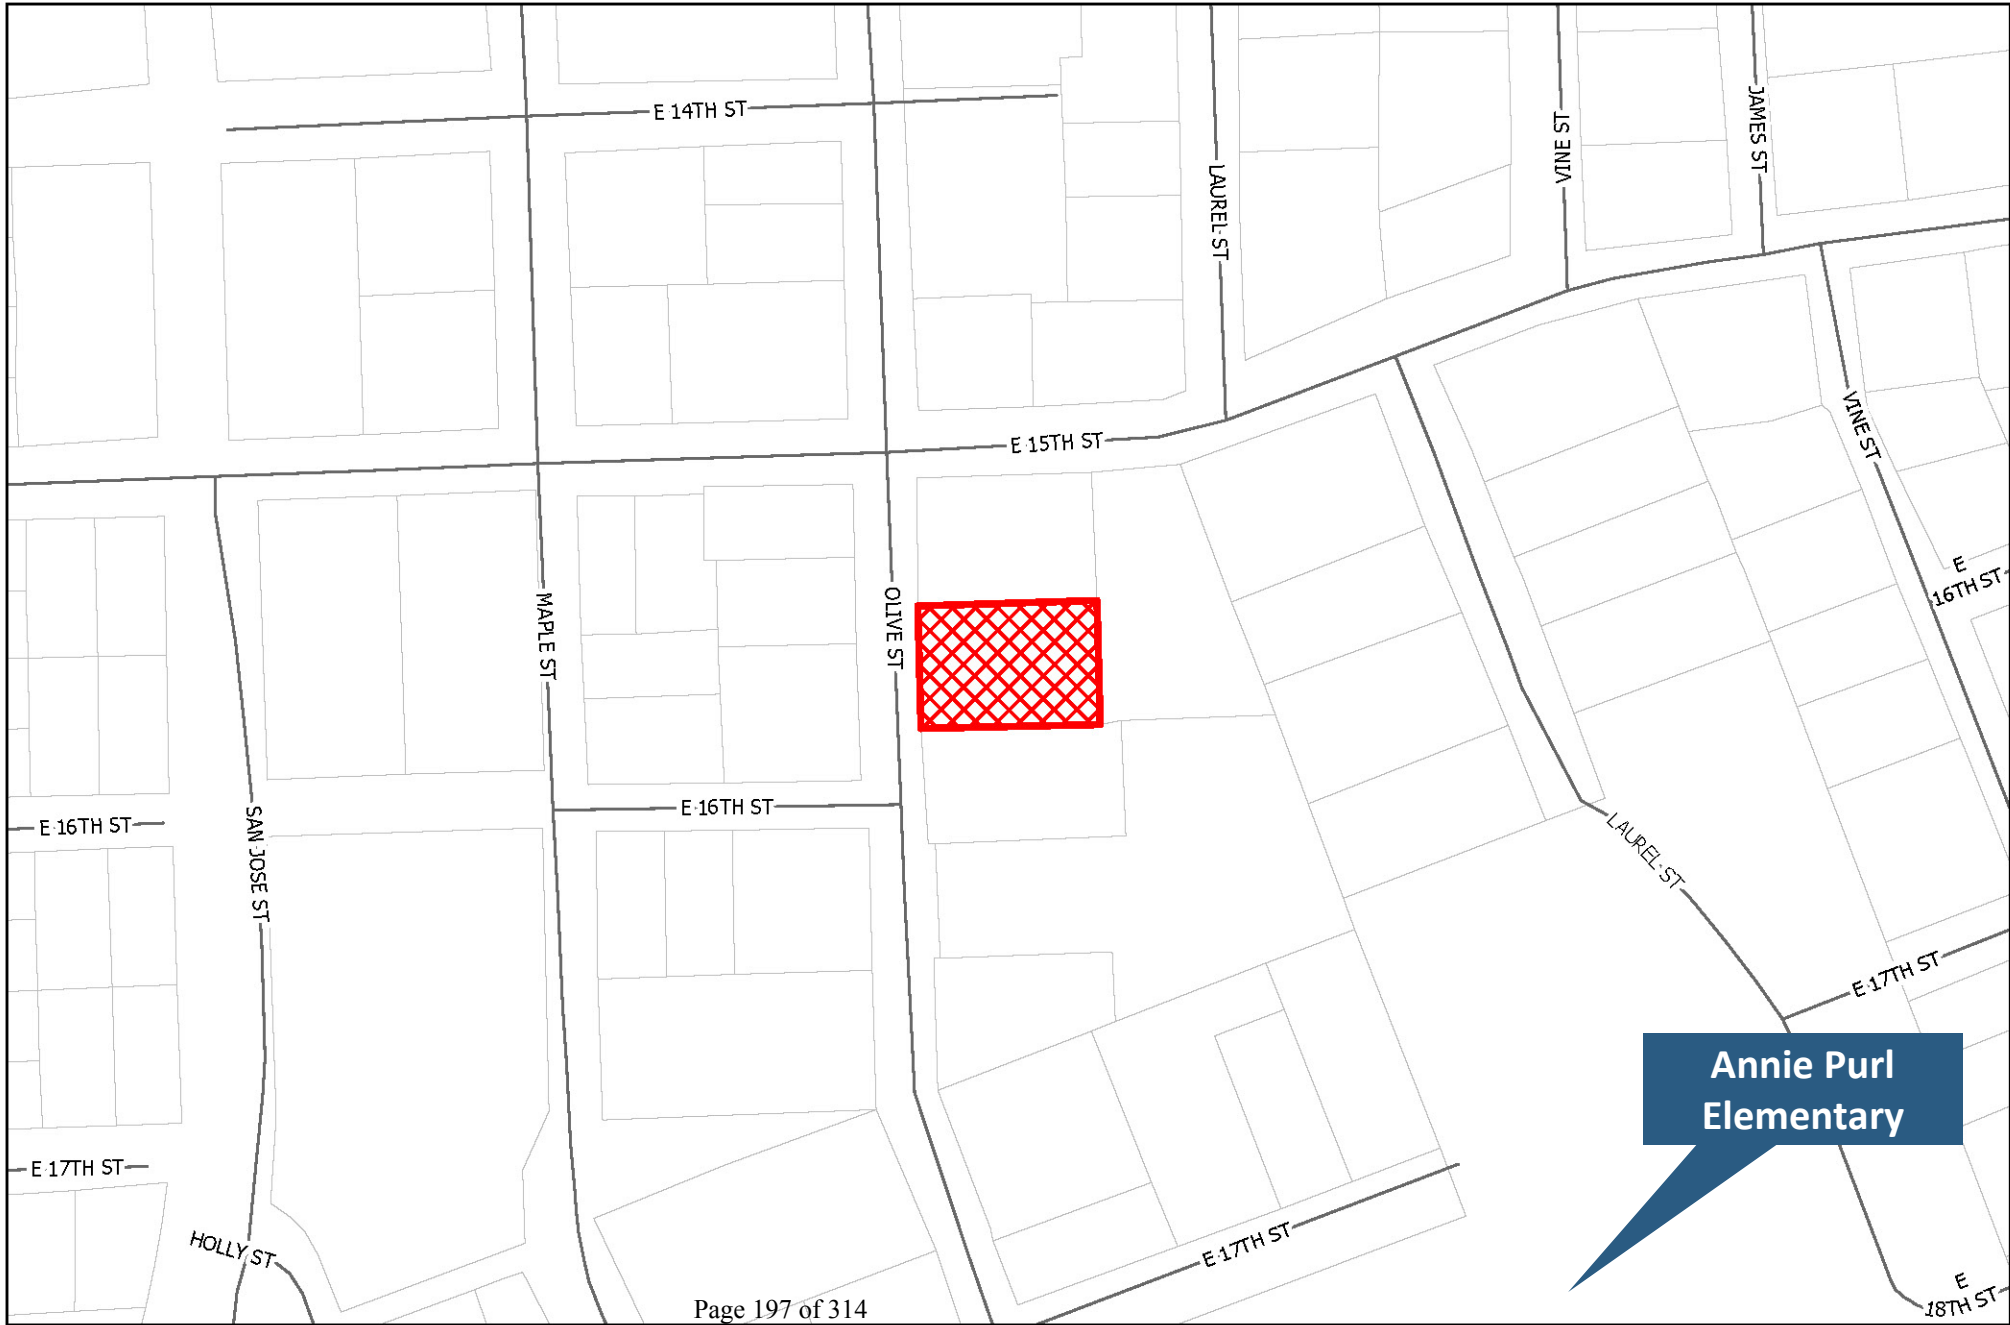 E 14TH ST
LAUREL ST
VINE ST
JAMES ST
E 15TH ST
VINE ST
E
16TH ST
MAPLE ST
OLIVE ST
E 16TH ST
E 16TH ST
SAN JOSE ST
LAUREL ST
E 17TH ST
Annie Purl
Elementary
E 17TH ST
HOLLY ST
E 17TH ST
E
18TH ST
Page 197 of 314